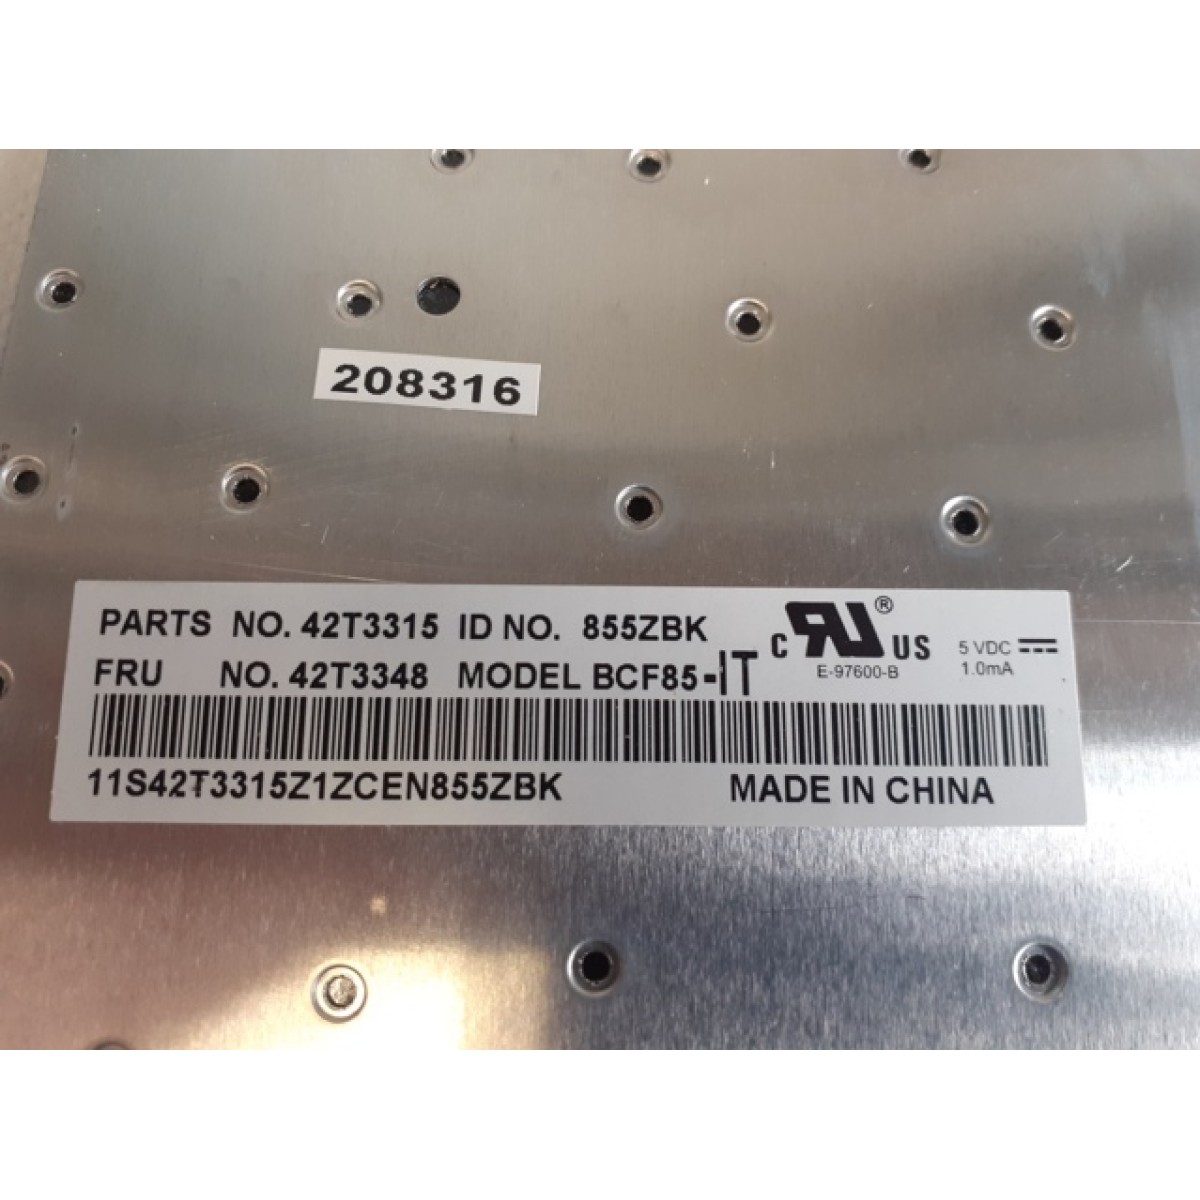 208316
PARTS NO. 42T3315 ID NO. 855ZBK
FRU NO. 42T3348 MODEL BCF85-IT
c RU ® US
E-97600-B
5 VDC
1.0mA
11S42T3315Z1ZCEN855ZBK MADE IN CHINA